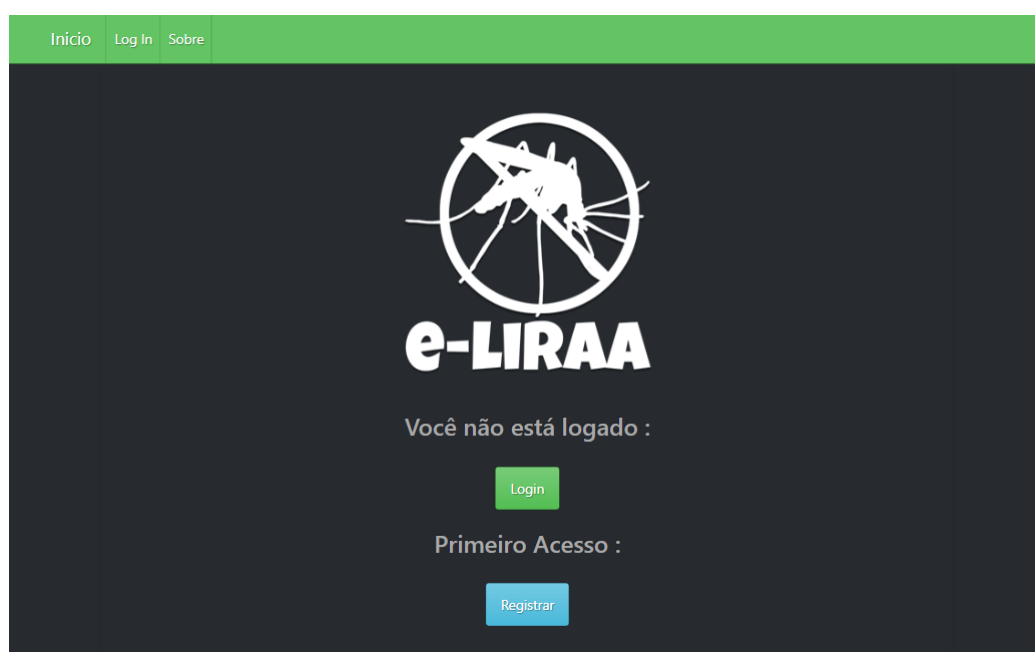 Inicio Log In Sobre
e-LIRAA
Você não está logado :
Login
Primeiro Acesso :
Registrar